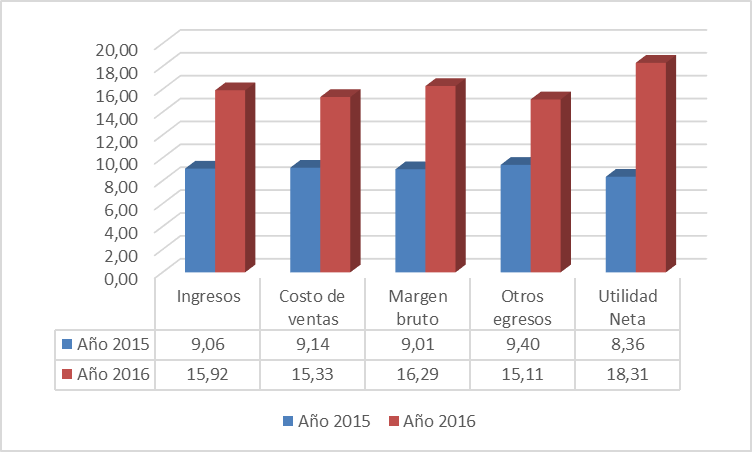 20,00
18,00
16,00
14,00
12,00
10,00
8,00
6,00
4,00
2,00
0,00
Ingresos Costo de ventas Margen bruto Otros egresos Utilidad Neta
Año 2015 9,06 9,14 9,01 9,40 8,36
Año 2016 15,92 15,33 16,29 15,11 18,31
Año 2015 Año 2016